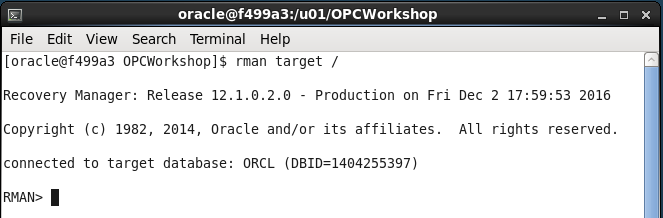 oracle@f499a3:/u01/OPCWorkshop
File Edit View Search Terminal Help
[oracle@f499a3 OPCWorkshop]$ rman target /
Recovery Manager: Release 12.1.0.2.0 - Production on Fri Dec 2 17:59:53 2016
Copyright (c) 1982, 2014, Oracle and/or its affiliates.  All rights reserved.
connected to target database: ORCL (DBID=1404255397)
RMAN>